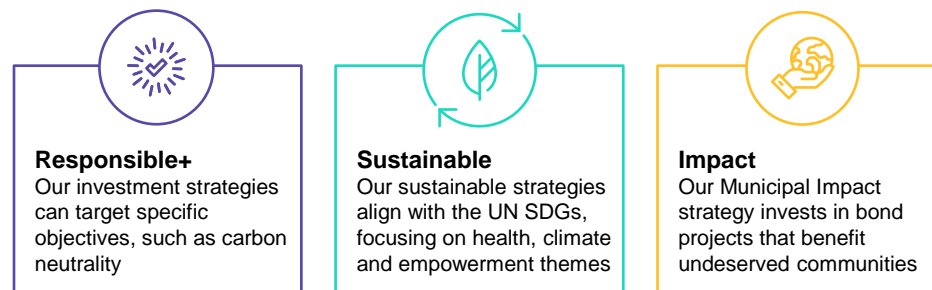 Responsible+
Our investment strategies
can target specific
objectives, such as carbon
neutrality
Sustainable
Our sustainable strategies
align with the UN SDGs,
focusing on health, climate
and empowerment themes
Impact
Our Municipal Impact
strategy invests in bond
projects that benefit
undeserved communities